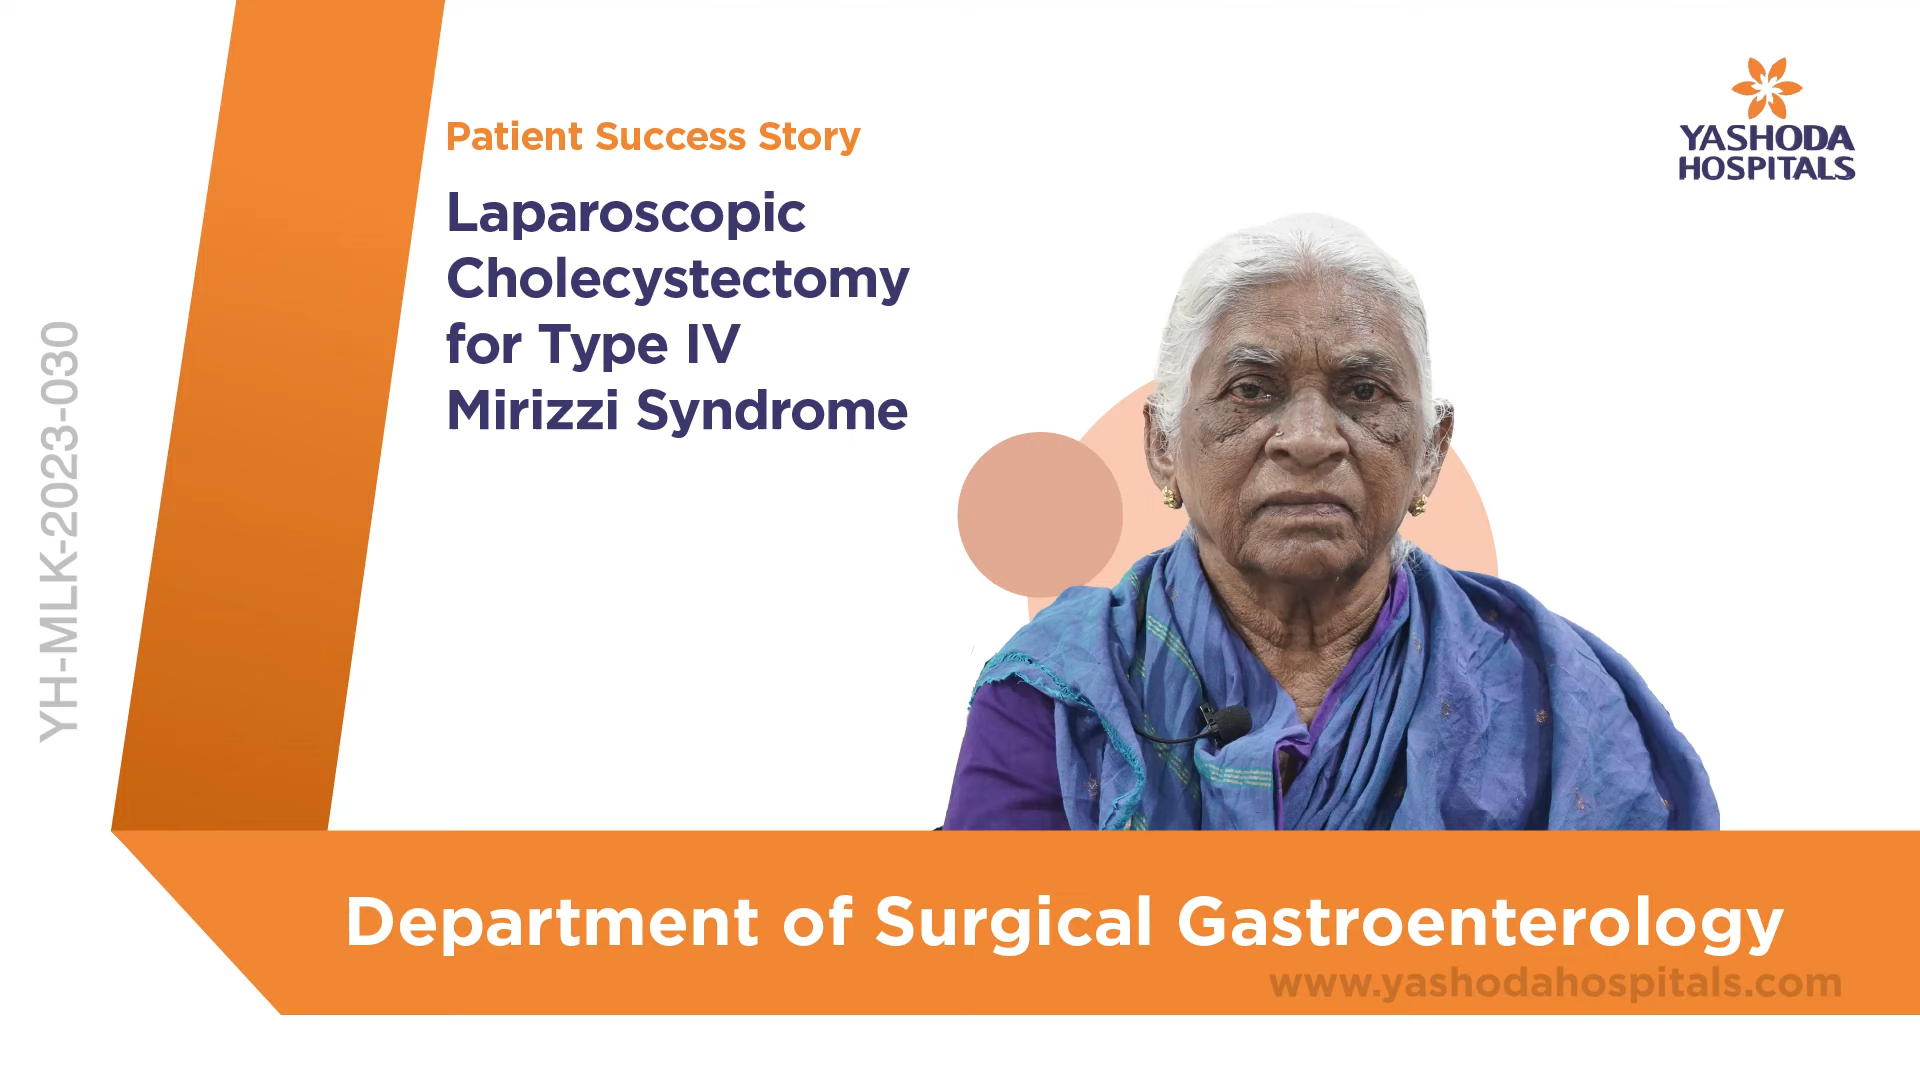 Patient Success Story
Laparoscopic
Cholecystectomy
for Type IV
Mirizzi Syndrome
YASHODA
HOSPITALS
YH-MLK-2023-030
Department of Surgical Gastroenterology
www.yashodahospitals.com